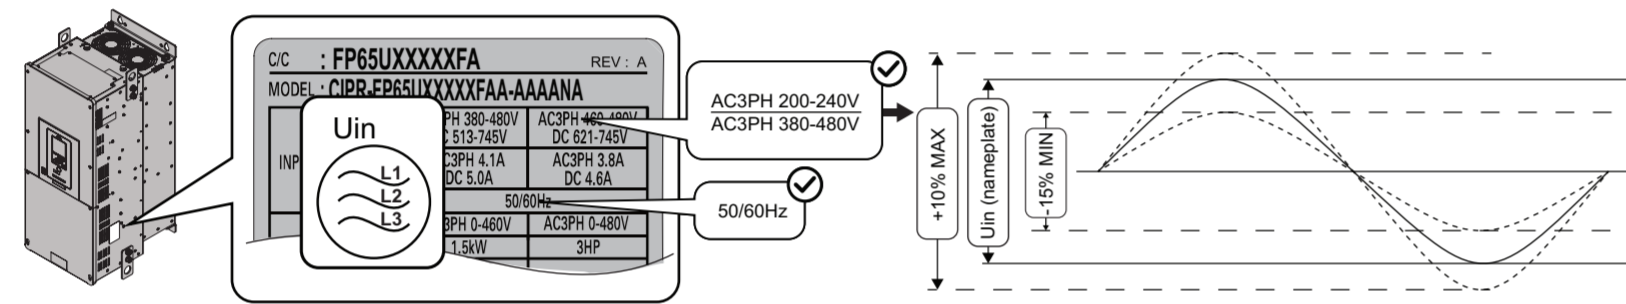 C/C : FP65UXXXXXFA REV : A
MODEL : CIPR-FP65UXXXXXFAA-AAAANA
Uin
L1
L2
L3
PH 380-480V AC3PH 460-480V
513-745V DC 621-745V
INP
C3PH 4.1A AC3PH 3.8A
DC 5.0A DC 4.6A
50/60Hz
3PH 0-460V AC3PH 0-480V
1.5kW 3HP
AC3PH 200-240V
AC3PH 380-480V
50/60Hz
+10% MAX
Uin (nameplate)
-15% MIN